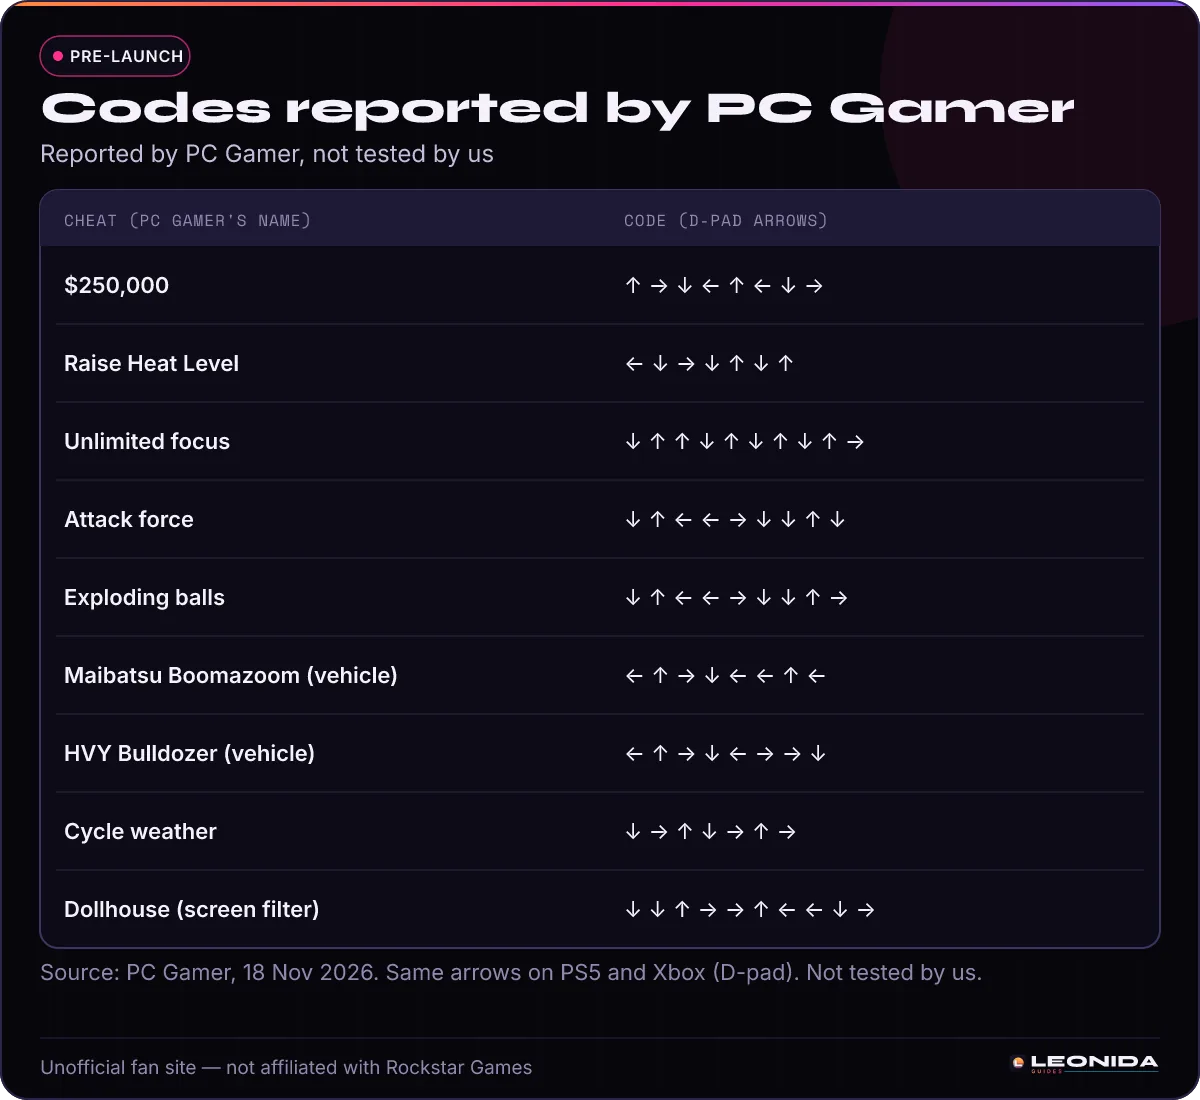 PRE-LAUNCH
Codes reported by PC Gamer
Reported by PC Gamer, not tested by us
CHEAT (PC GAMER'S NAME) CODE (D-PAD ARROWS)
$250,000 ↑ → ↓ ← ↑ ← ↓ →
Raise Heat Level ← ↓ → ↓ ↑ ↓ ↑
Unlimited focus ↓ ↑ ↑ ↓ ↑ ↓ ↑ ↓ ↑ →
Attack force ↓ ↑ ← ← → ↓ ↓ ↑ ↓
Exploding balls ↓ ↑ ← ← → ↓ ↓ ↑ →
Maibatsu Boomazoom (vehicle) ← ↑ → ↓ ← ← ↑ ←
HVY Bulldozer (vehicle) ← ↑ → ↓ ← → → ↓
Cycle weather ↓ → ↑ ↓ → ↑ →
Dollhouse (screen filter) ↓ ↓ ↑ → → ↑ ← ← ↓ →
Source: PC Gamer, 18 Nov 2026. Same arrows on PS5 and Xbox (D-pad). Not tested by us.
Unofficial fan site — not affiliated with Rockstar Games
LEONIDA
GUIDES